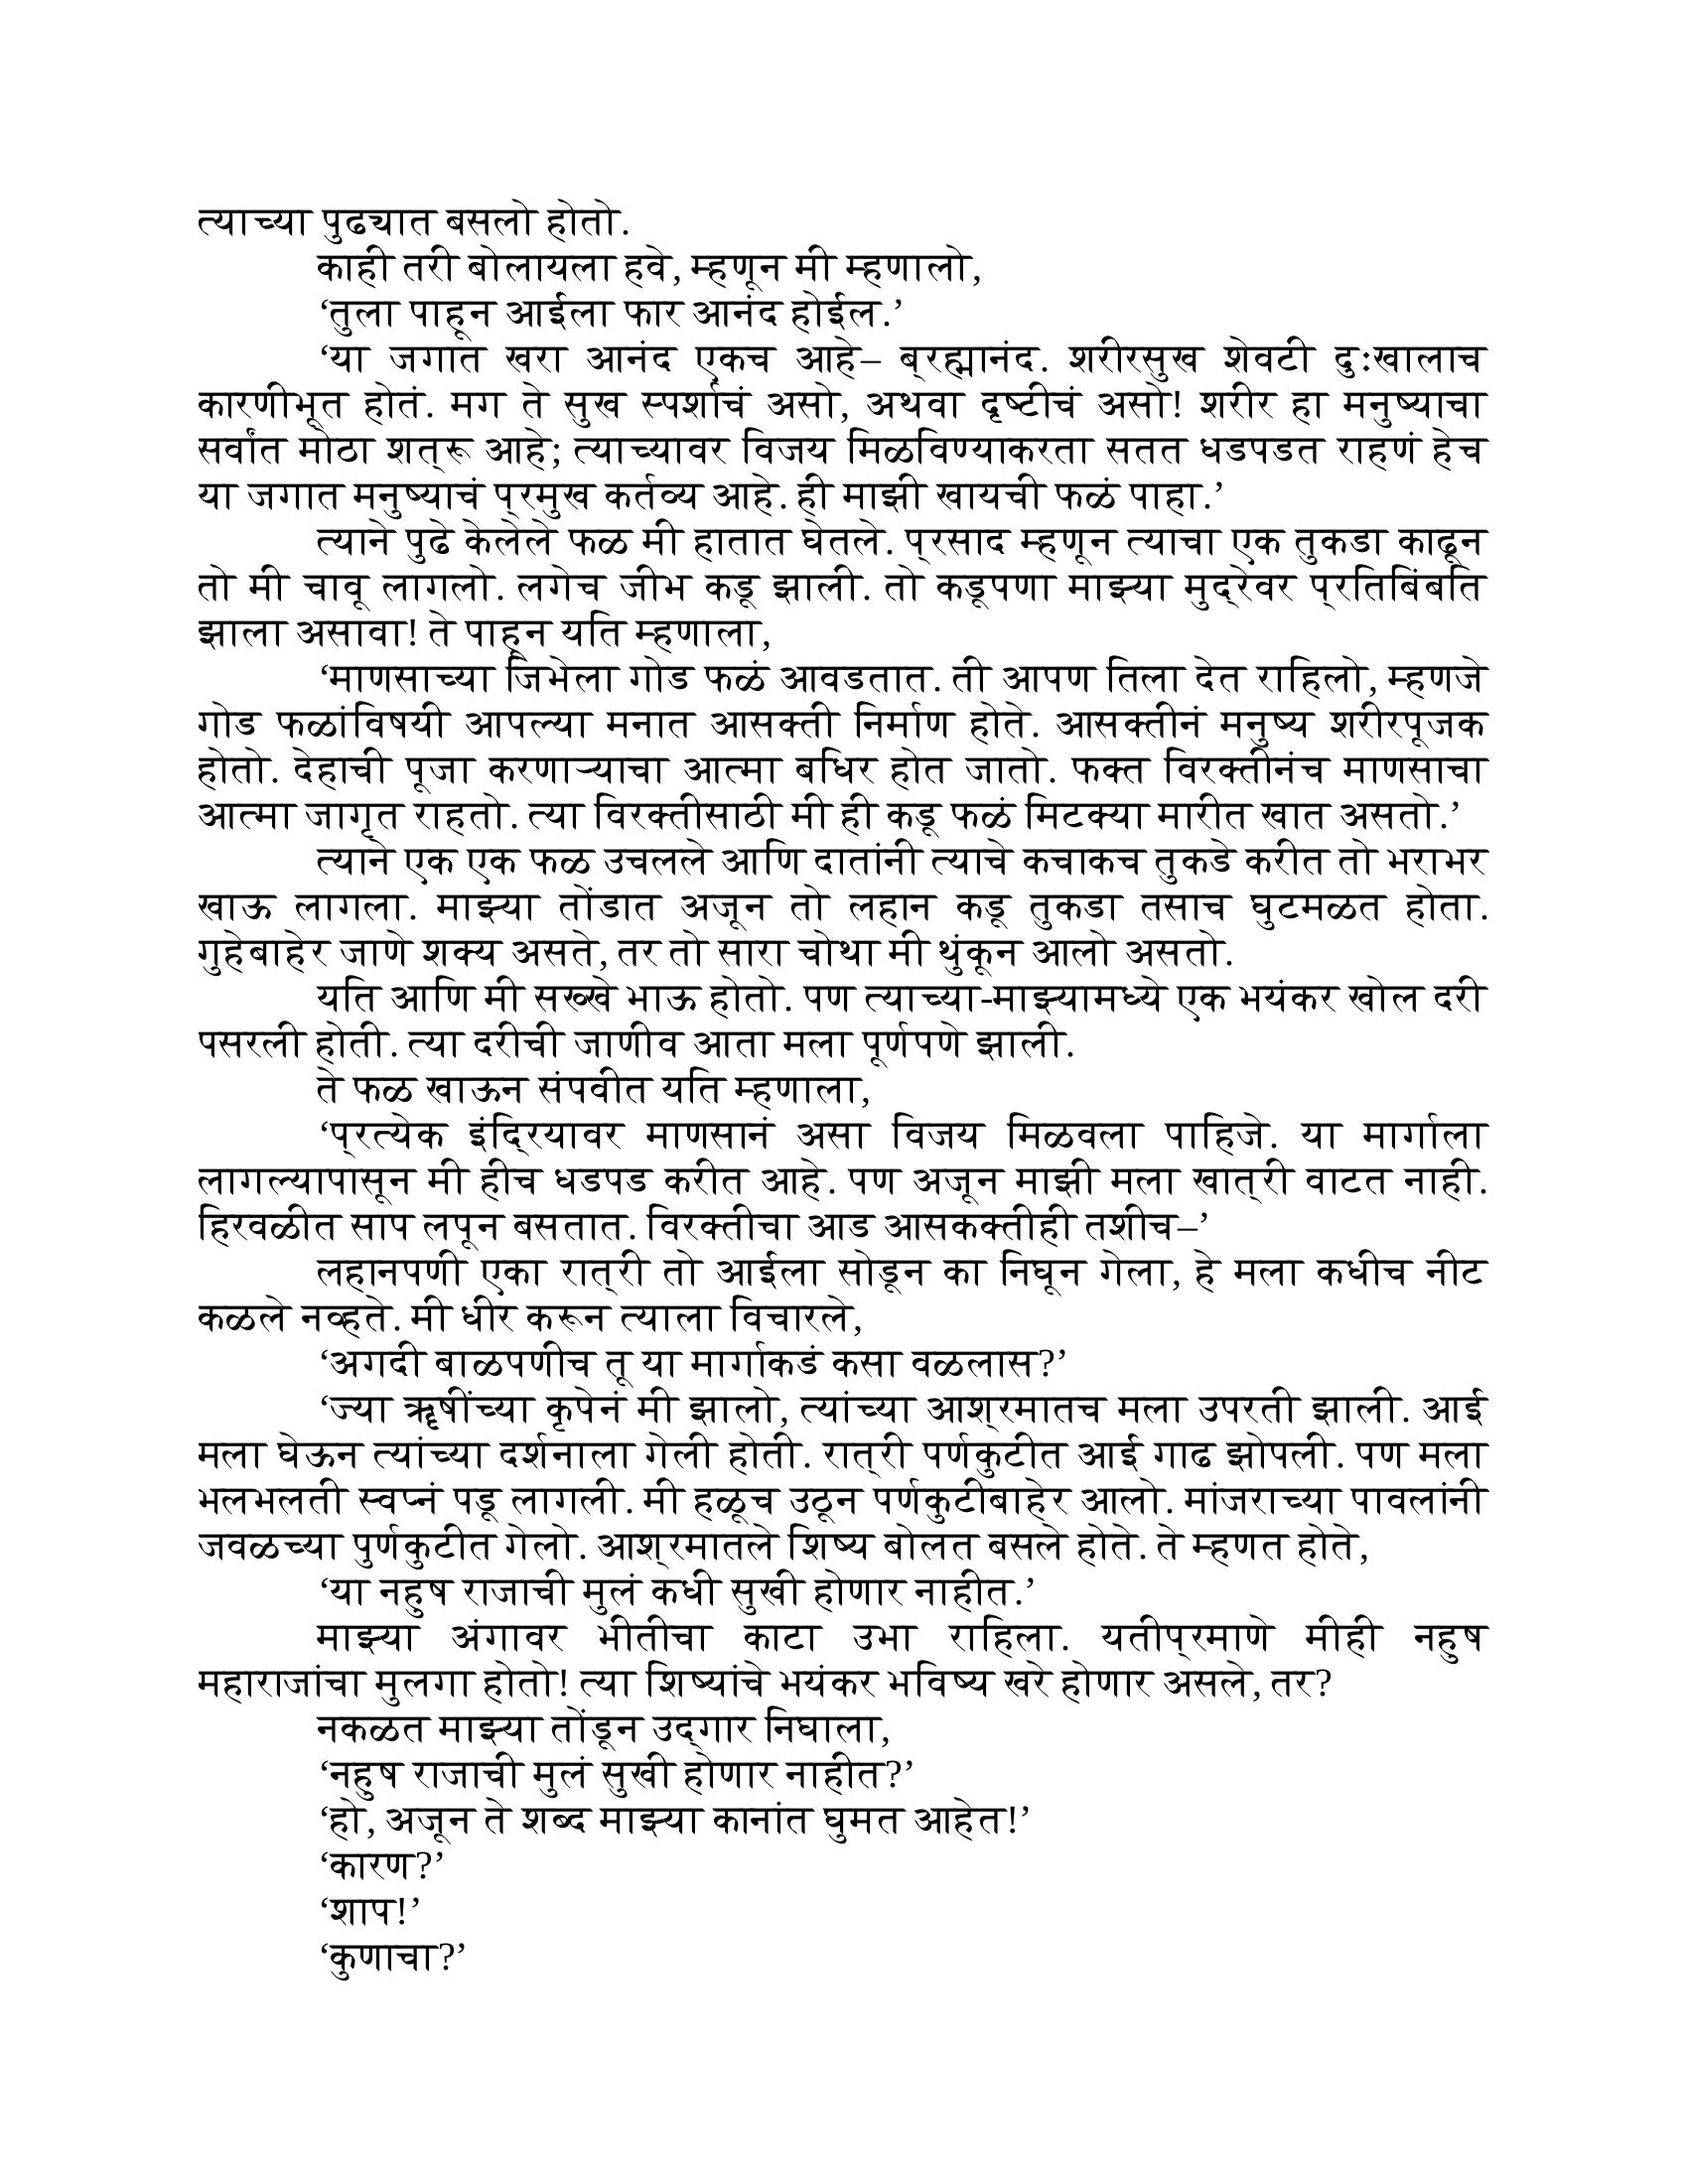 त्याच्या पुढ्यात बसलो होतो.
काही तरी बोलायला हवे, म्हणून मी म्हणालो,
‘तुला पाहून आईला फार आनंद होईल.’
‘या जगात खरा आनंद एकच आहे– ब्रह्मानंद. शरीरसुख शेवटी दुःखालाच
कारणीभूत होतं. मग ते सुख स्पर्शाचं असो, अथवा दृष्टीचं असो! शरीर हा मनुष्याचा
सर्वांत मोठा शत्रू आहे; त्याच्यावर विजय मिळविण्याकरता सतत धडपडत राहणं हेच
या जगात मनुष्याचं प्रमुख कर्तव्य आहे. ही माझी खायची फळं पाहा.’
त्याने पुढे केलेले फळ मी हातात घेतले. प्रसाद म्हणून त्याचा एक तुकडा काढून
तो मी चावू लागलो. लगेच जीभ कडू झाली. तो कडूपणा माझ्या मुद्रेवर प्रतिबिंबति
झाला असावा! ते पाहून यति म्हणाला,
‘माणसाच्या जिभेला गोड फळं आवडतात. ती आपण तिला देत राहिलो, म्हणजे
गोड फळांविषयी आपल्या मनात आसक्ती निर्माण होते. आसक्तीनं मनुष्य शरीरपूजक
होतो. देहाची पूजा करणाऱ्याचा आत्मा बधिर होत जातो. फक्त विरक्तीनंच माणसाचा
आत्मा जागृत राहतो. त्या विरक्तीसाठी मी ही कडू फळं मिटक्या मारीत खात असतो.’
त्याने एक एक फळ उचलले आणि दातांनी त्याचे कचाकच तुकडे करीत तो भराभर
खाऊ लागला. माझ्या तोंडात अजून तो लहान कडू तुकडा तसाच घुटमळत होता.
गुहेबाहेर जाणे शक्य असते, तर तो सारा चोथा मी थुंकून आलो असतो.
यति आणि मी सख्खे भाऊ होतो. पण त्याच्या-माझ्यामध्ये एक भयंकर खोल दरी
पसरली होती. त्या दरीची जाणीव आता मला पूर्णपणे झाली.
ते फळ खाऊन संपवीत यति म्हणाला,
‘प्रत्येक इंद्रियावर माणसानं असा विजय मिळवला पाहिजे. या मार्गाला
लागल्यापासून मी हीच धडपड करीत आहे. पण अजून माझी मला खात्री वाटत नाही.
हिरवळीत साप लपून बसतात. विरक्तीचा आड आसकक्तीही तशीच–’
लहानपणी एका रात्री तो आईला सोडून का निघून गेला, हे मला कधीच नीट
कळले नव्हते. मी धीर करून त्याला विचारले,
‘अगदी बाळपणीच तू या मार्गाकडं कसा वळलास?’
‘ज्या ॠषींच्या कृपेनं मी झालो, त्यांच्या आश्रमातच मला उपरती झाली. आई
मला घेऊन त्यांच्या दर्शनाला गेली होती. रात्री पर्णकुटीत आई गाढ झोपली. पण मला
भलभलती स्वप्नं पडू लागली. मी हळूच उठून पर्णकुटीबाहेर आलो. मांजराच्या पावलांनी
जवळच्या पुर्णकुटीत गेलो. आश्रमातले शिष्य बोलत बसले होते. ते म्हणत होते,
‘या नहुष राजाची मुलं कधी सुखी होणार नाहीत.’
माझ्या अंगावर भीतीचा काटा उभा राहिला. यतीप्रमाणे मीही नहुष
महाराजांचा मुलगा होतो! त्या शिष्यांचे भयंकर भविष्य खरे होणार असले, तर?
नकळत माझ्या तोंडून उद्‌गार निघाला,
‘नहुष राजाची मुलं सुखी होणार नाहीत?’
‘हो, अजून ते शब्द माझ्या कानांत घुमत आहेत!’
‘कारण?’
‘शाप!’
‘कुणाचा?’